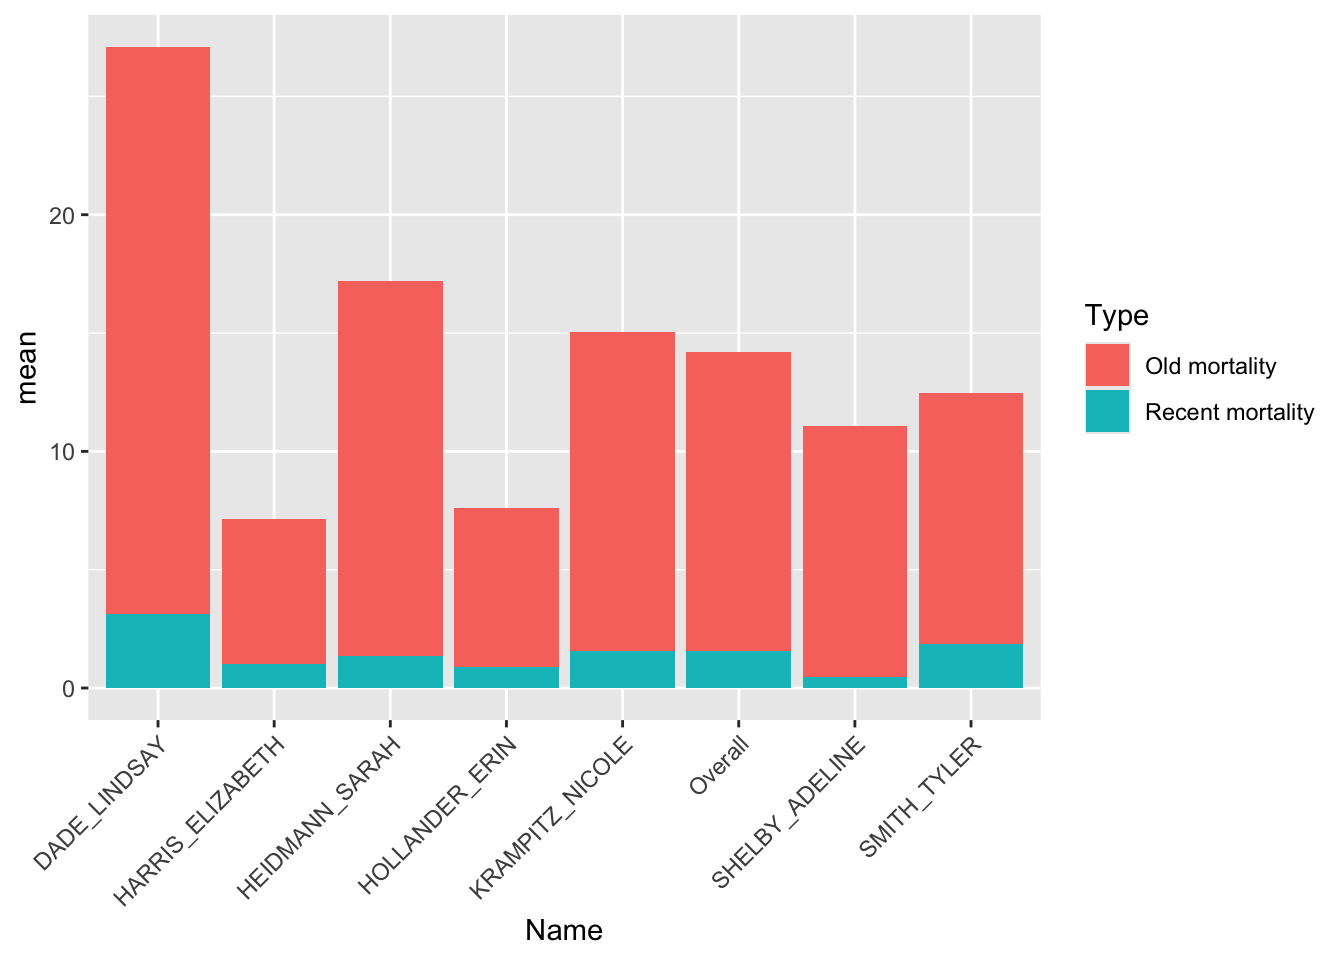 20
10
0
mean
DADE_LINDSAY
HARRIS_ELIZABETH
HEIDMANN_SARAH
HOLLANDER_ERIN
KRAMPITZ_NICOLE
Overall
SHELBY_ADELINE
SMITH_TYLER
Name
Type
Old mortality
Recent mortality